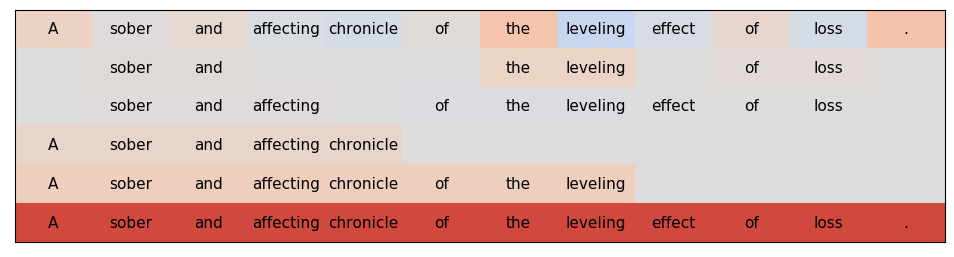 A sober and affecting chronicle of the leveling effect of loss .
sober and the leveling of loss
sober and affecting of the leveling effect of loss
A sober and affecting chronicle
A sober and affecting chronicle of the leveling
A sober and affecting chronicle of the leveling effect of loss .